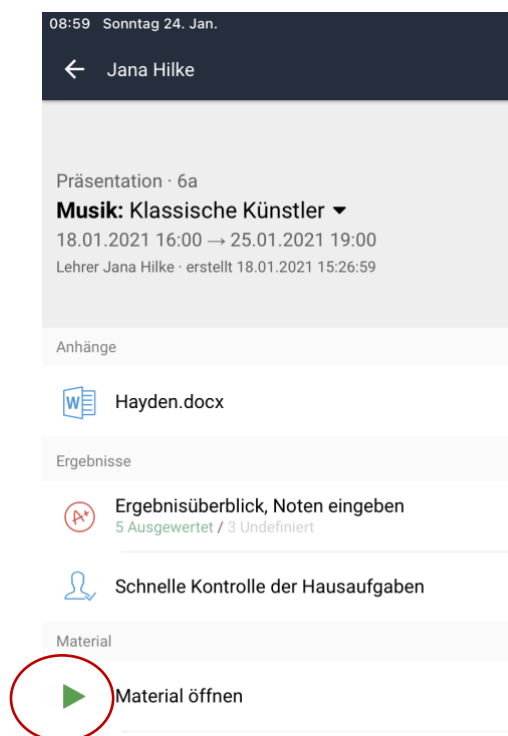 08:59 Sonntag 24. Jan.
← Jana Hilke
Präsentation · 6a
Musik: Klassische Künstler
18.01.2021 16:00 → 25.01.2021 19:00
Lehrer Jana Hilke · erstellt 18.01.2021 15:26:59
Anhänge
W
Hayden.docx
Ergebnisse
A+
Ergebnisüberblick, Noten eingeben
5 Ausgewertet / 3 Undefiniert
Schnelle Kontrolle der Hausaufgaben
Material
Material öffnen